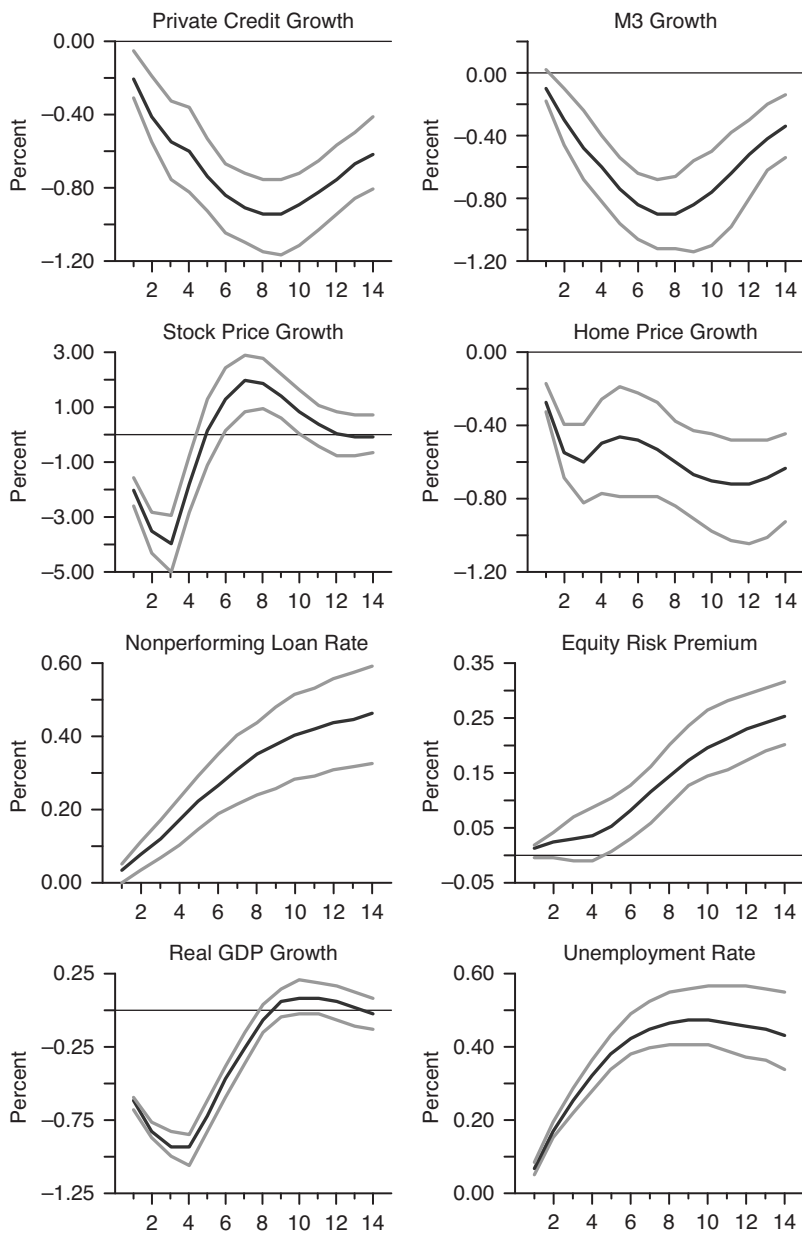 Private Credit Growth
0.00
–0.40
–0.80
–1.20
Percent
2 4 6 8 10 12 14
M3 Growth
0.00
–0.40
–0.80
–1.20
Percent
2 4 6 8 10 12 14
Stock Price Growth
3.00
1.00
–1.00
–3.00
–5.00
Percent
2 4 6 8 10 12 14
Home Price Growth
0.00
–0.40
–0.80
–1.20
Percent
2 4 6 8 10 12 14
Nonperforming Loan Rate
0.60
0.40
0.20
0.00
Percent
2 4 6 8 10 12 14
Equity Risk Premium
0.35
0.25
0.15
0.05
–0.05
Percent
2 4 6 8 10 12 14
Real GDP Growth
0.25
–0.25
–0.75
–1.25
Percent
2 4 6 8 10 12 14
Unemployment Rate
0.60
0.40
0.20
0.00
Percent
2 4 6 8 10 12 14